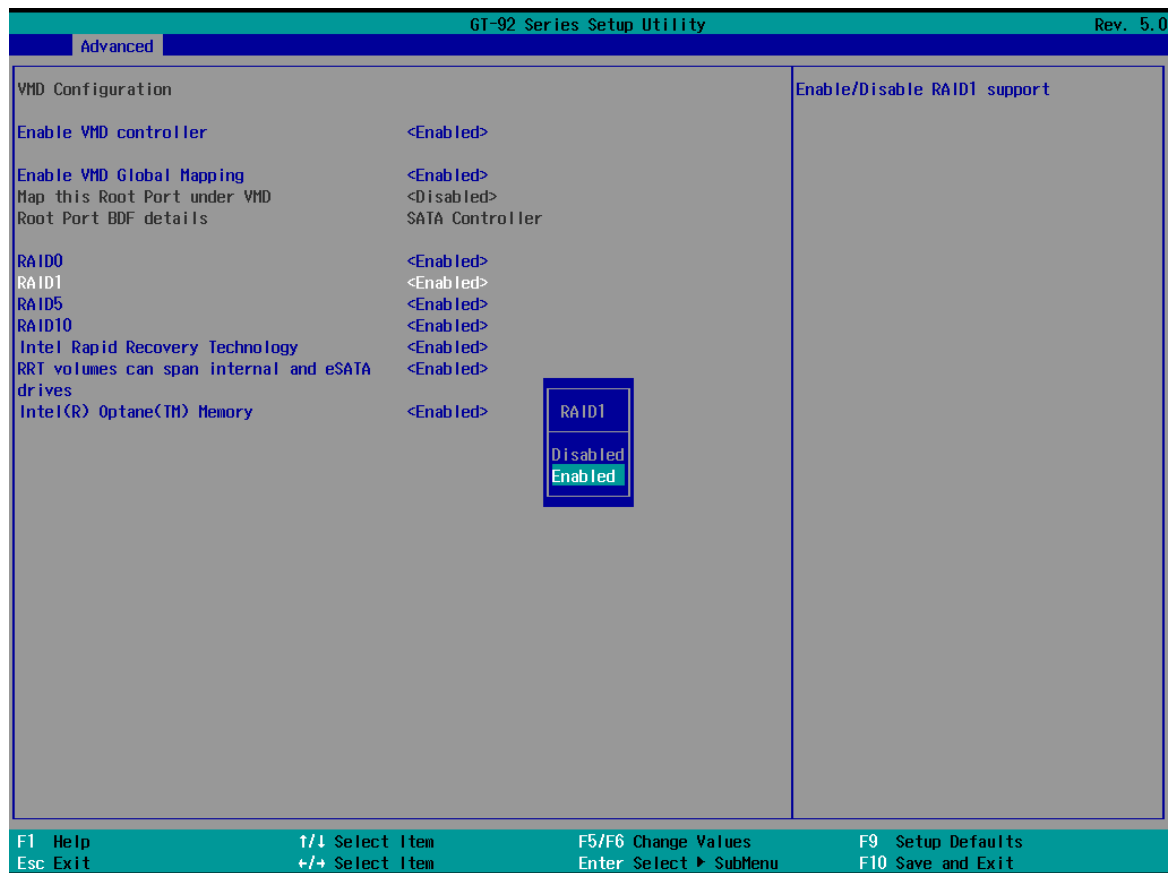 GT-92 Series Setup Utility Rev. 5.0
Advanced
VMD Configuration
Enable/Disable RAID1 support
Enable VMD controller <Enabled>
Enable VMD Global Mapping <Enabled>
Map this Root Port under VMD <Disabled>
Root Port BDF details SATA Controller
RAID0 <Enabled>
RAID1 <Enabled>
RAID5 <Enabled>
RAID10 <Enabled>
Intel Rapid Recovery Technology <Enabled>
RRT volumes can span internal and eSATA <Enabled>
drives
Intel(R) Optane(TM) Memory <Enabled>
RAID1
Disabled
Enabled
F1 Help ↑/↓ Select Item F5/F6 Change Values F9 Setup Defaults
Esc Exit ←/→ Select Item Enter Select ▶ SubMenu F10 Save and Exit